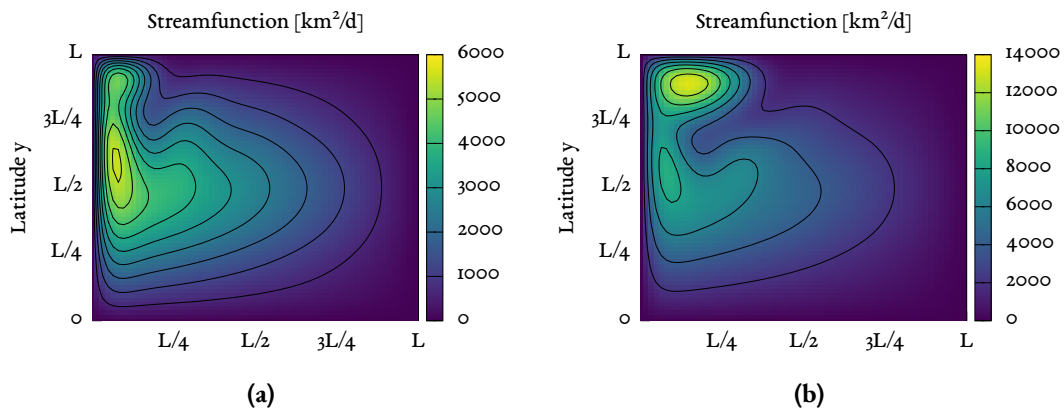 Streamfunction [km²/d]
L
3L/4
L/2
L/4
0
Latitude y
L/4
L/2
3L/4
L
6000
5000
4000
3000
2000
1000
0
(a)
Streamfunction [km²/d]
L
3L/4
L/2
L/4
0
Latitude y
L/4
L/2
3L/4
L
14000
12000
10000
8000
6000
4000
2000
0
(b)